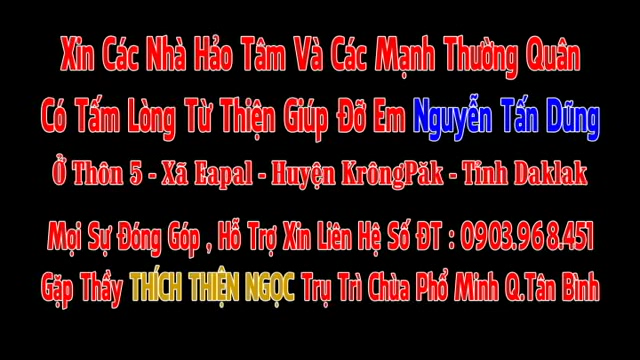 Xin Các Nhà Hảo Tâm Và Các Mạnh Thường Quân
Có Tấm Lòng Từ Thiện Giúp Đỡ Em Nguyễn Tấn Dũng
Ở Thôn 5 - Xã Eapal - Huyện KrôngPăk - Tỉnh Daklak
Mọi Sự Đóng Góp , Hỗ Trợ Xin Liên Hệ Số ĐT : 0903.968.451
Gặp Thầy THÍCH THIỆN NGỌC Trụ Trì Chùa Phổ Minh Q.Tân Bình